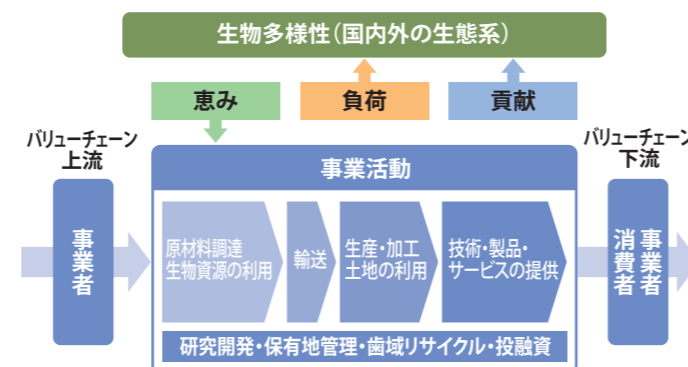 生物多様性(国内外の生態系)
恵み
負荷
貢献
バリューチェーン
上流
バリューチェーン
下流
事業活動
事業者
原材料調達
生物資源の利用
輸送
生産・加工
土地の利用
技術・製品・
サービスの提供
事業者
消費者
研究開発・保有地管理・歯域リサイクル・投融資